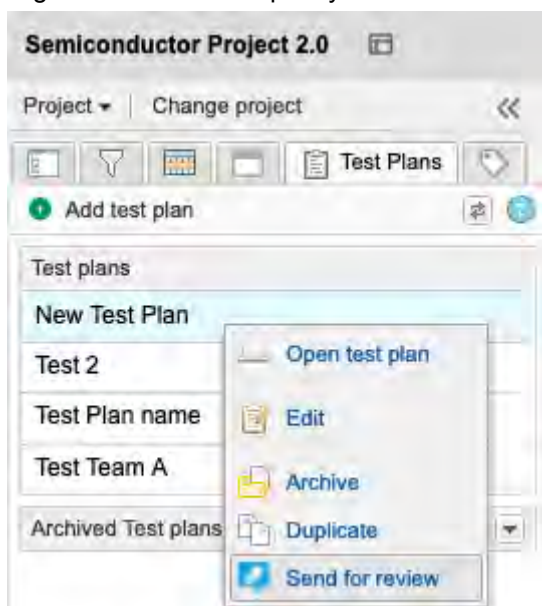 Semiconductor Project 2.0
Project | Change project
Test Plans
Add test plan
Test plans
New Test Plan
Open test plan
Test 2
Test Plan name
Edit
Test Team A
Archive
Archived Test plans
Duplicate
Send for review